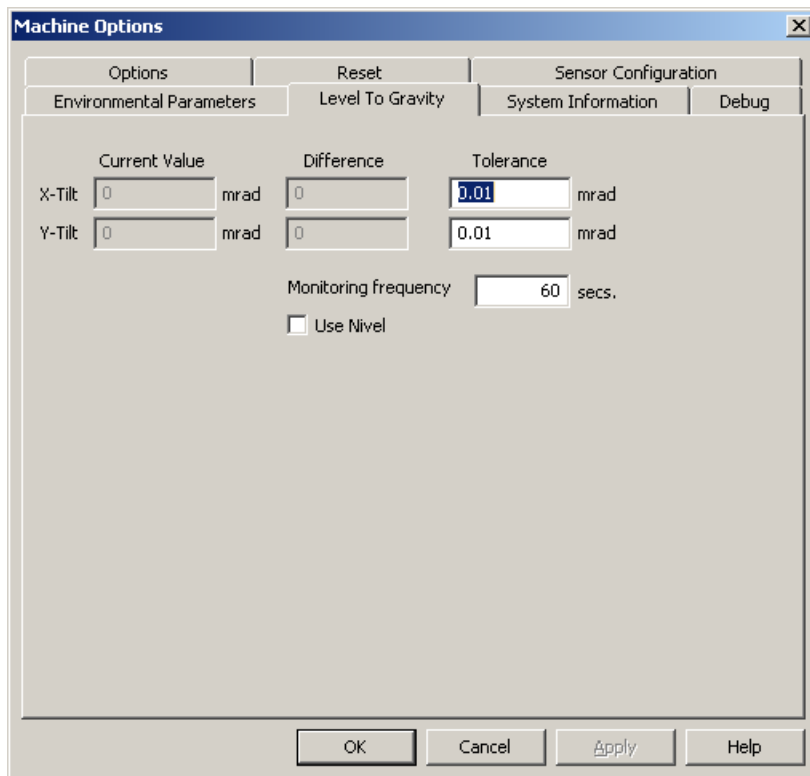 Machine Options
Options Reset Sensor Configuration
Environmental Parameters Level To Gravity System Information Debug
Current Value Difference Tolerance
X-Tilt 0 mrad 0 0.01 mrad
Y-Tilt 0 mrad 0 0.01 mrad
Monitoring frequency 60 secs.
Use Nivel
OK Cancel Apply Help